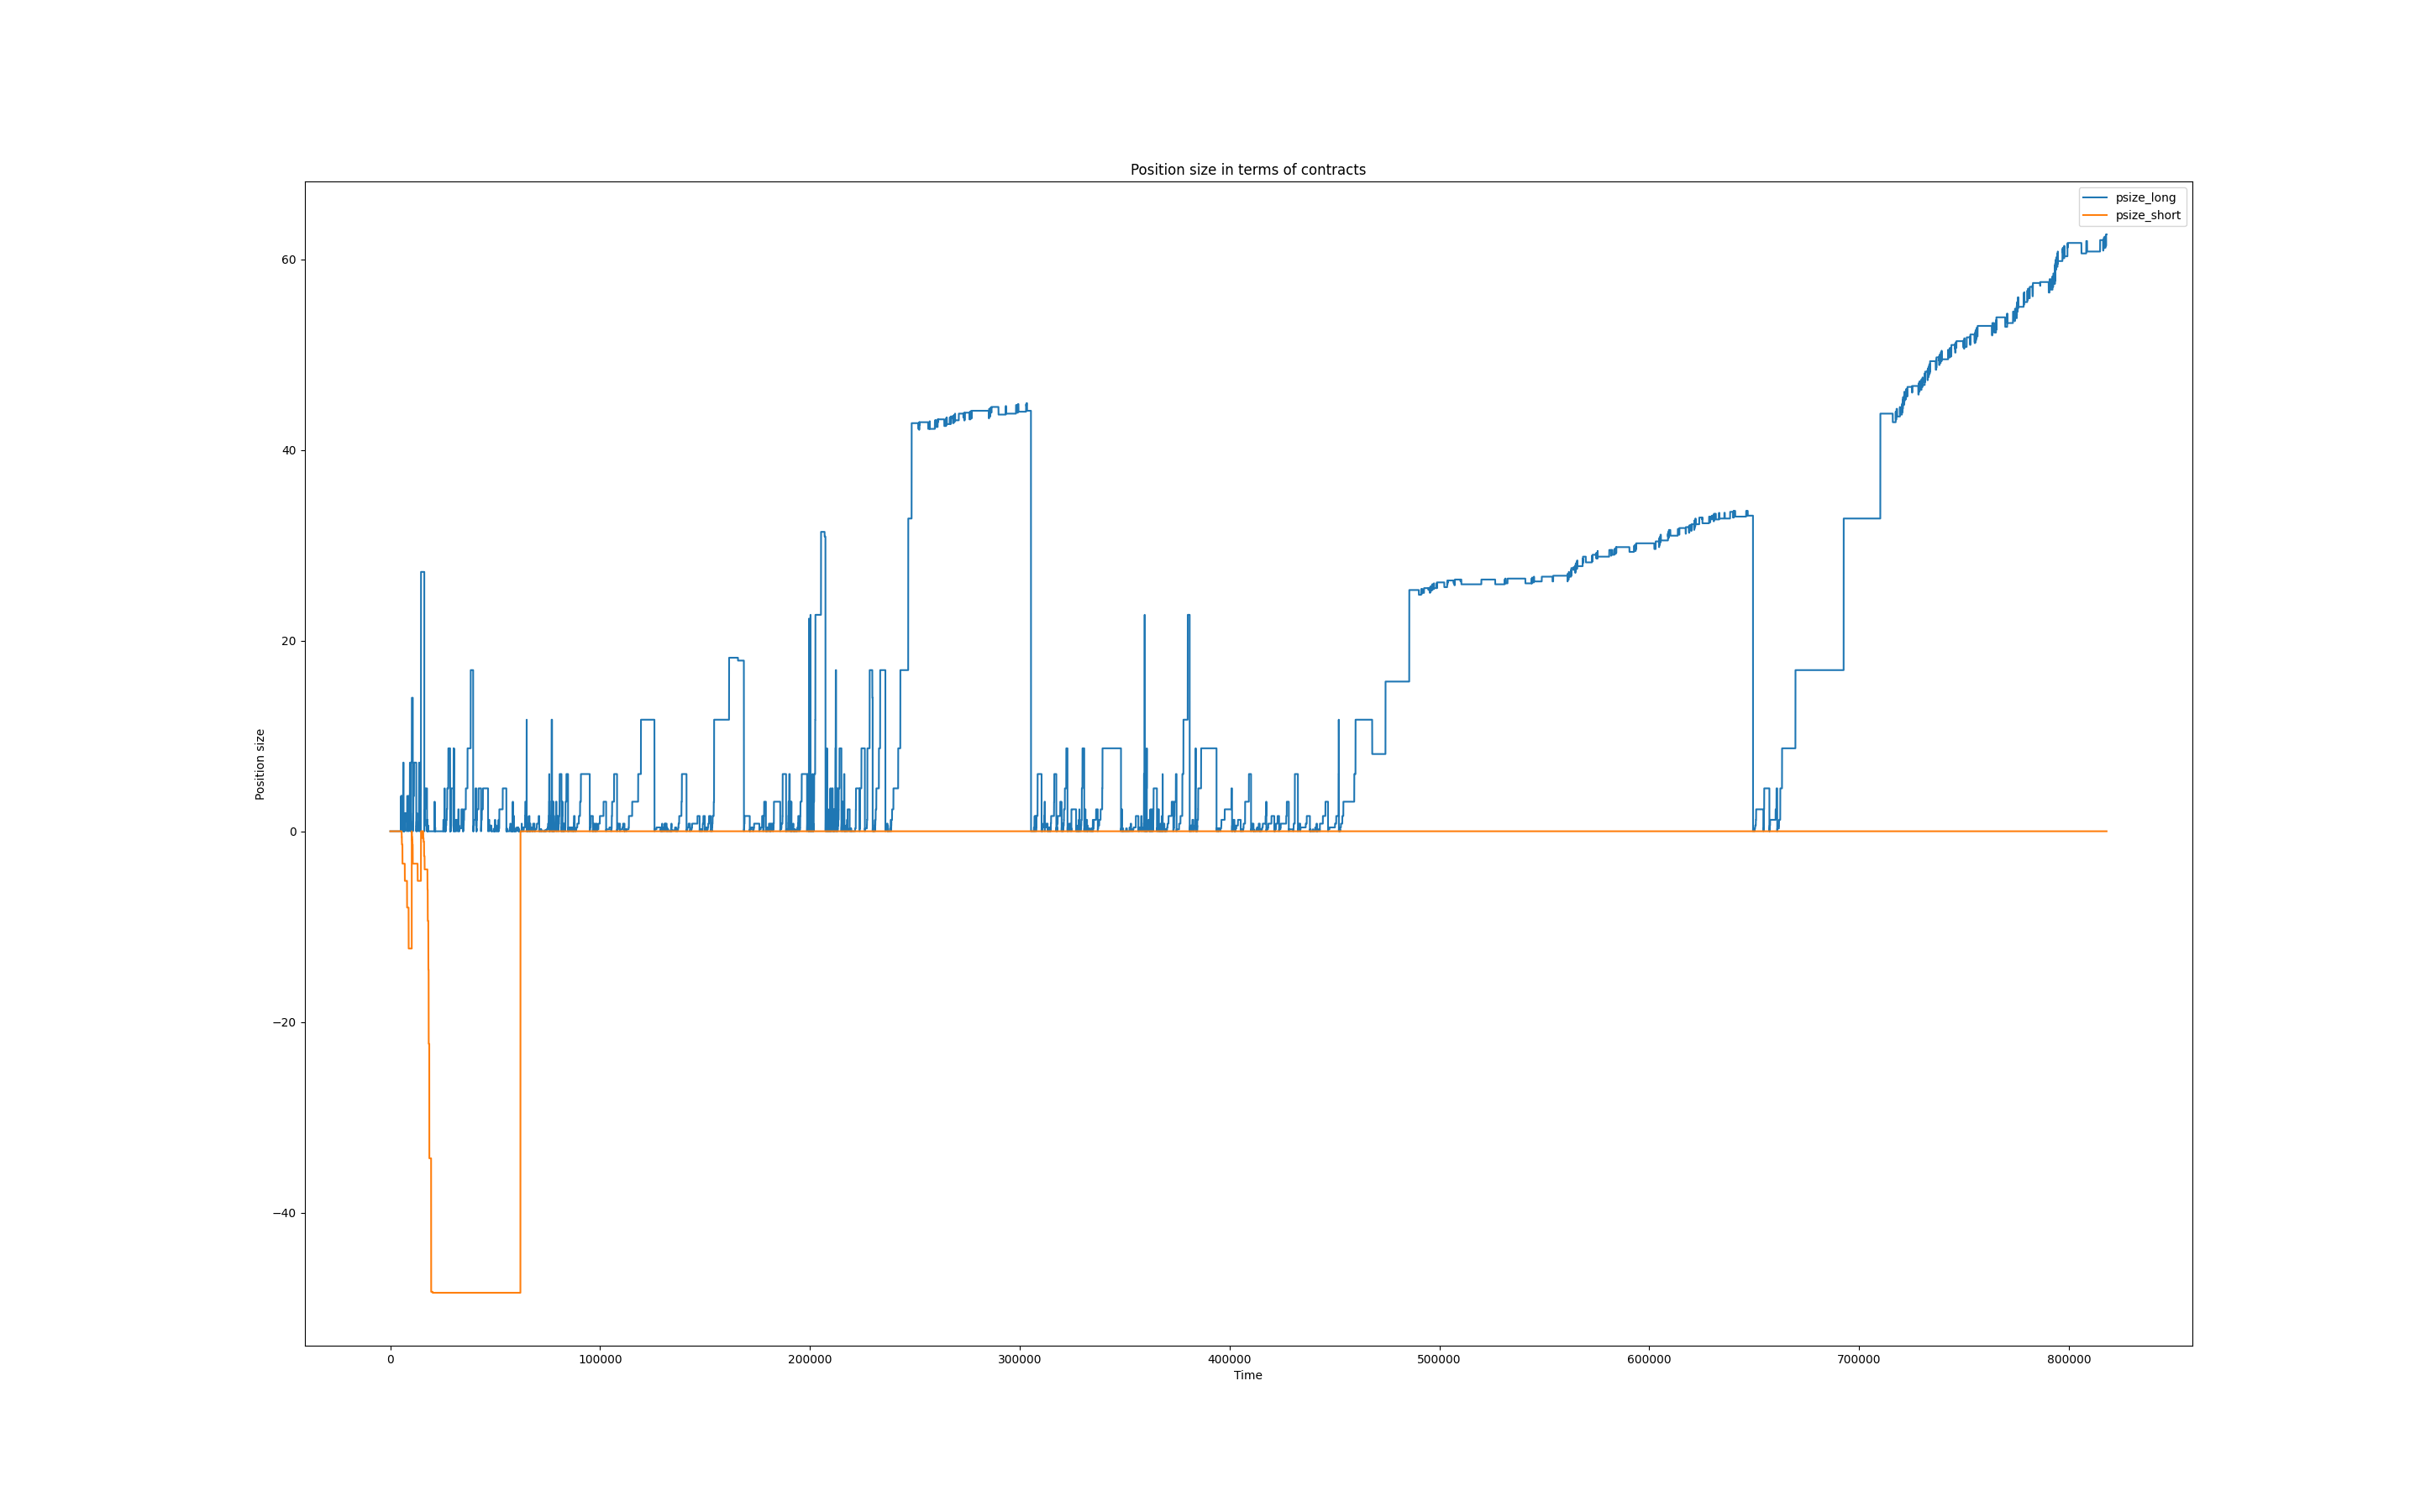 Position size in terms of contracts
psize_long
psize_short
60
40
20
0
−20
−40
Position size
0 100000 200000 300000 400000 500000 600000 700000 800000
Time